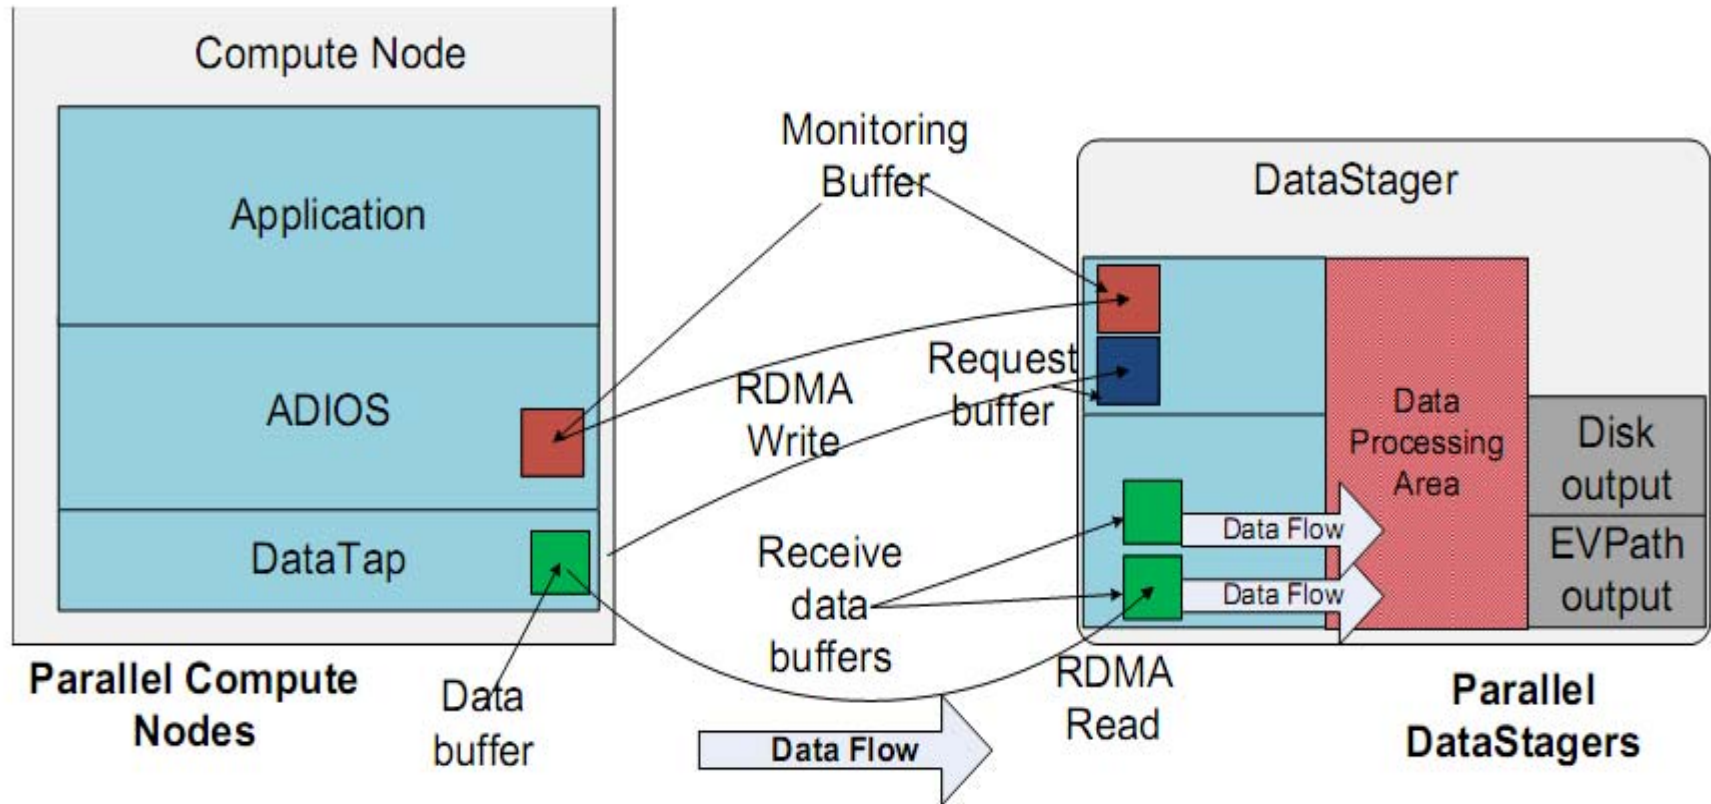 Compute Node
Application
ADIOS
DataTap
Parallel Compute
Nodes
Data
buffer
Monitoring
Buffer
RDMA
Write
Request
buffer
Receive
data
buffers
Data Flow
RDMA
Read
DataStager
Data
Processing
Area
Data Flow
Data Flow
Disk
output
EVPath
output
Parallel
DataStagers